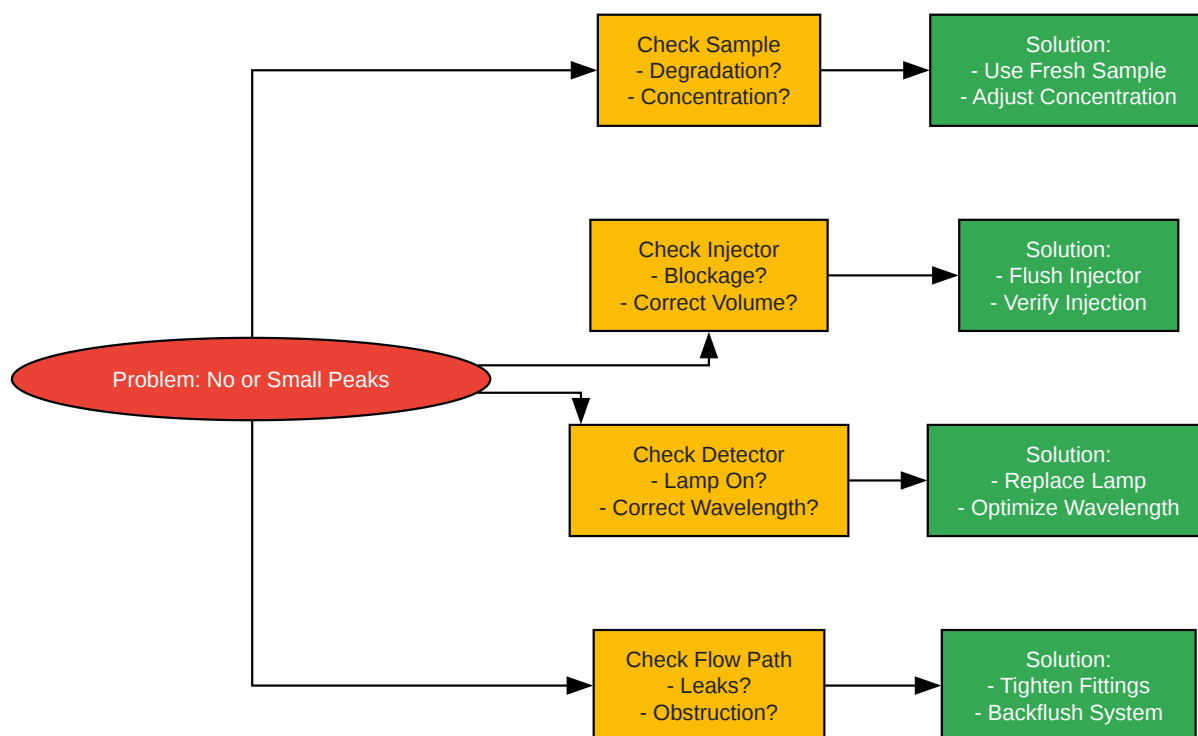 Check Sample
- Degradation?
- Concentration?
Solution:
- Use Fresh Sample
- Adjust Concentration
Check Injector
- Blockage?
- Correct Volume?
Solution:
- Flush Injector
- Verify Injection
Problem: No or Small Peaks
Check Detector
- Lamp On?
- Correct Wavelength?
Solution:
- Replace Lamp
- Optimize Wavelength
Check Flow Path
- Leaks?
- Obstruction?
Solution:
- Tighten Fittings
- Backflush System